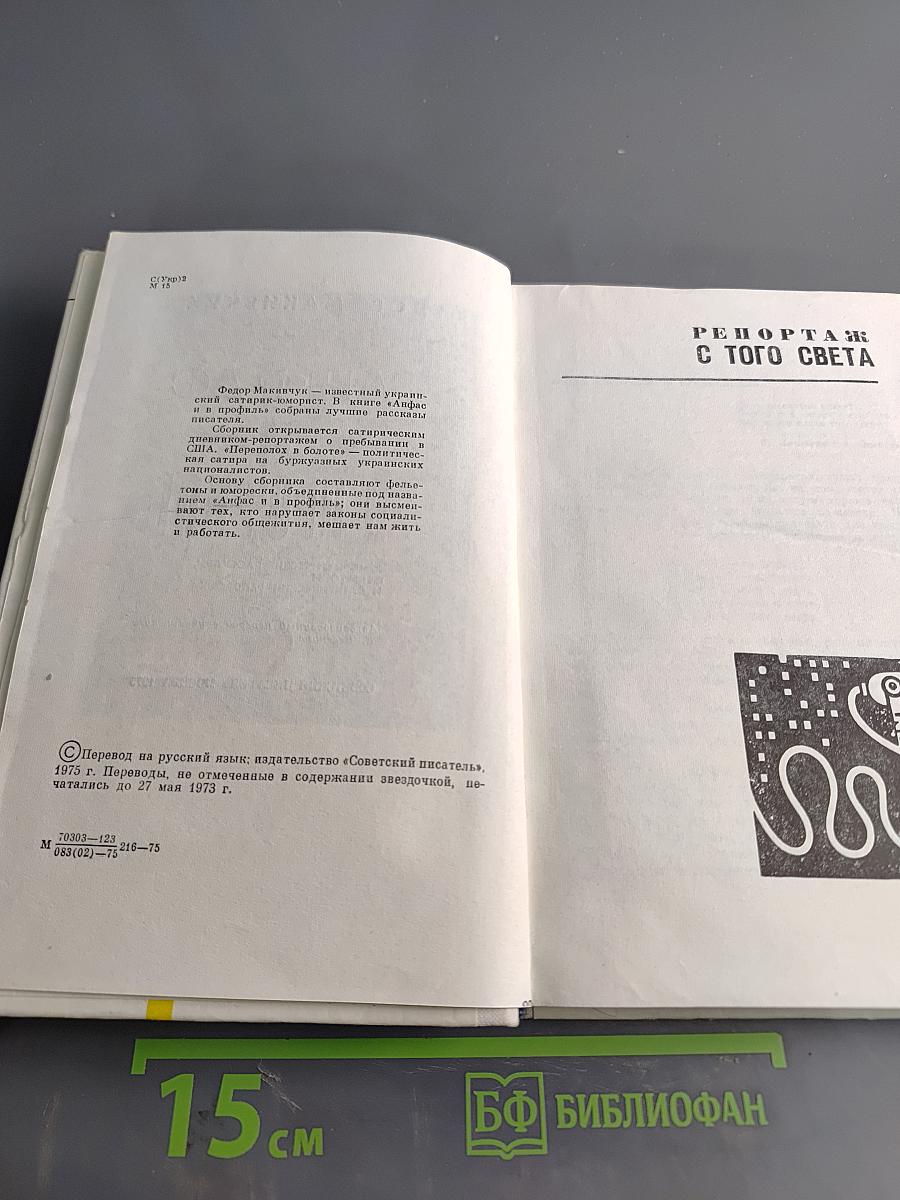 С(Укр)2
М 15
Федор Макивчук — известный украин-
ский сатирик-юморист. В книге «Анфас
и в профиль» собраны лучшие рассказы
писателя.
Сборник открывается сатирическим
дневником-репортажем о пребывании в
США. «Переполох в болоте» — политичес-
кая сатира на буржуазных украинских
националистов.
Основу сборника составляют фелье-
тоны и юморески, объединенные под назва-
нием «Анфас и в профиль»; они высмеи-
вают тех, кто нарушает законы социали-
стического общежития, мешает нам жить
и работать.
© Перевод на русский язык; издательство «Советский писатель»,
1975 г. Переводы, не отмеченные в содержании звездочкой, пе-
чатались до 27 мая 1973 г.
М 70303—123
083(02)—75 216—75
РЕПОРТАЖ
С ТОГО СВЕТА
15 см
БФ БИБЛИОФАН